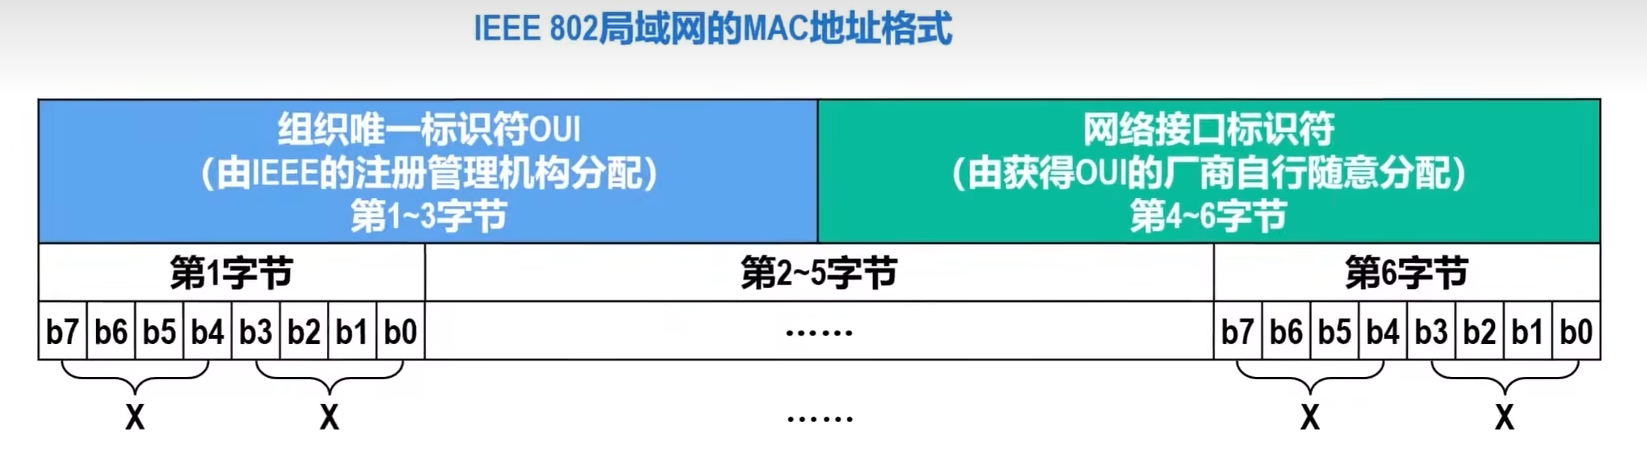 IEEE 802局域网的MAC地址格式
组织唯一标识符OUI
（由IEEE的注册管理机构分配）
第1~3字节
网络接口标识符
（由获得OUI的厂商自行随意分配）
第4~6字节
第1字节
第2~5字节
第6字节
b7 b6 b5 b4 b3 b2 b1 b0
……
b7 b6 b5 b4 b3 b2 b1 b0
X X
……
X X